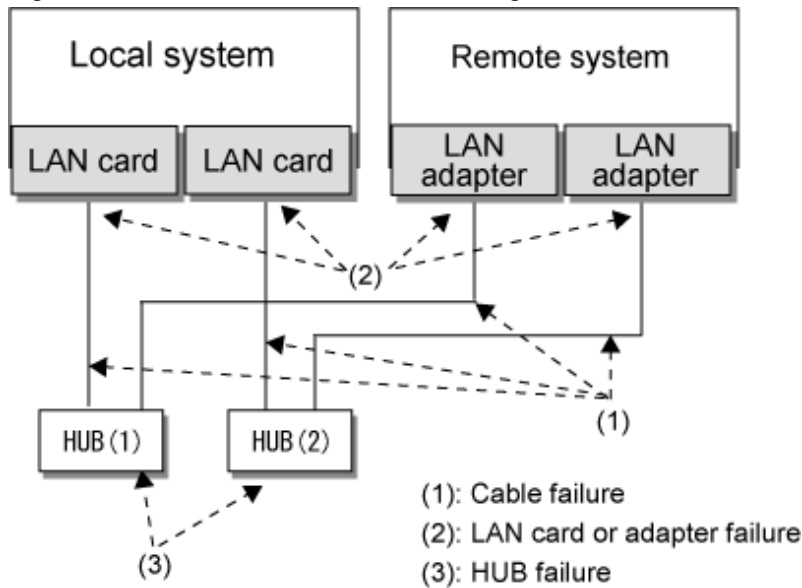 Local system
Remote system
LAN card
LAN card
LAN
adapter
LAN
adapter
(2)
(1)
HUB(1)
HUB(2)
(3)
(1): Cable failure
(2): LAN card or adapter failure
(3): HUB failure